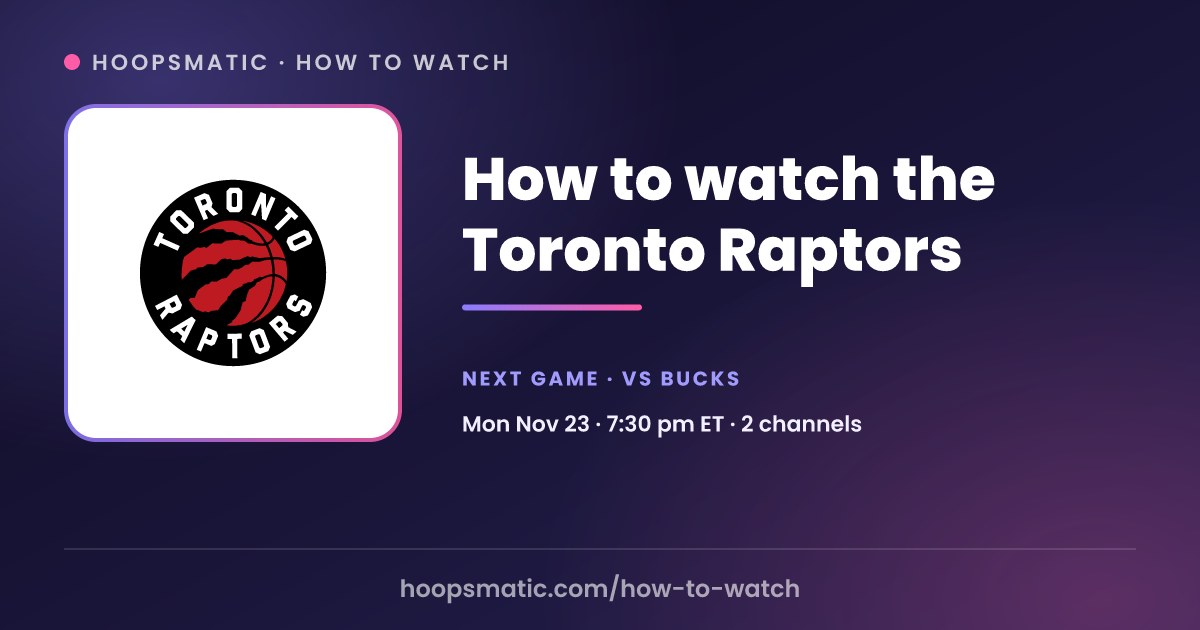 HOOPSMATIC · HOW TO WATCH
TORONTO
RAPTORS
How to watch the
Toronto Raptors
NEXT GAME · VS BUCKS
Mon Nov 23 · 7:30 pm ET · 2 channels
hoopsmatic.com/how-to-watch